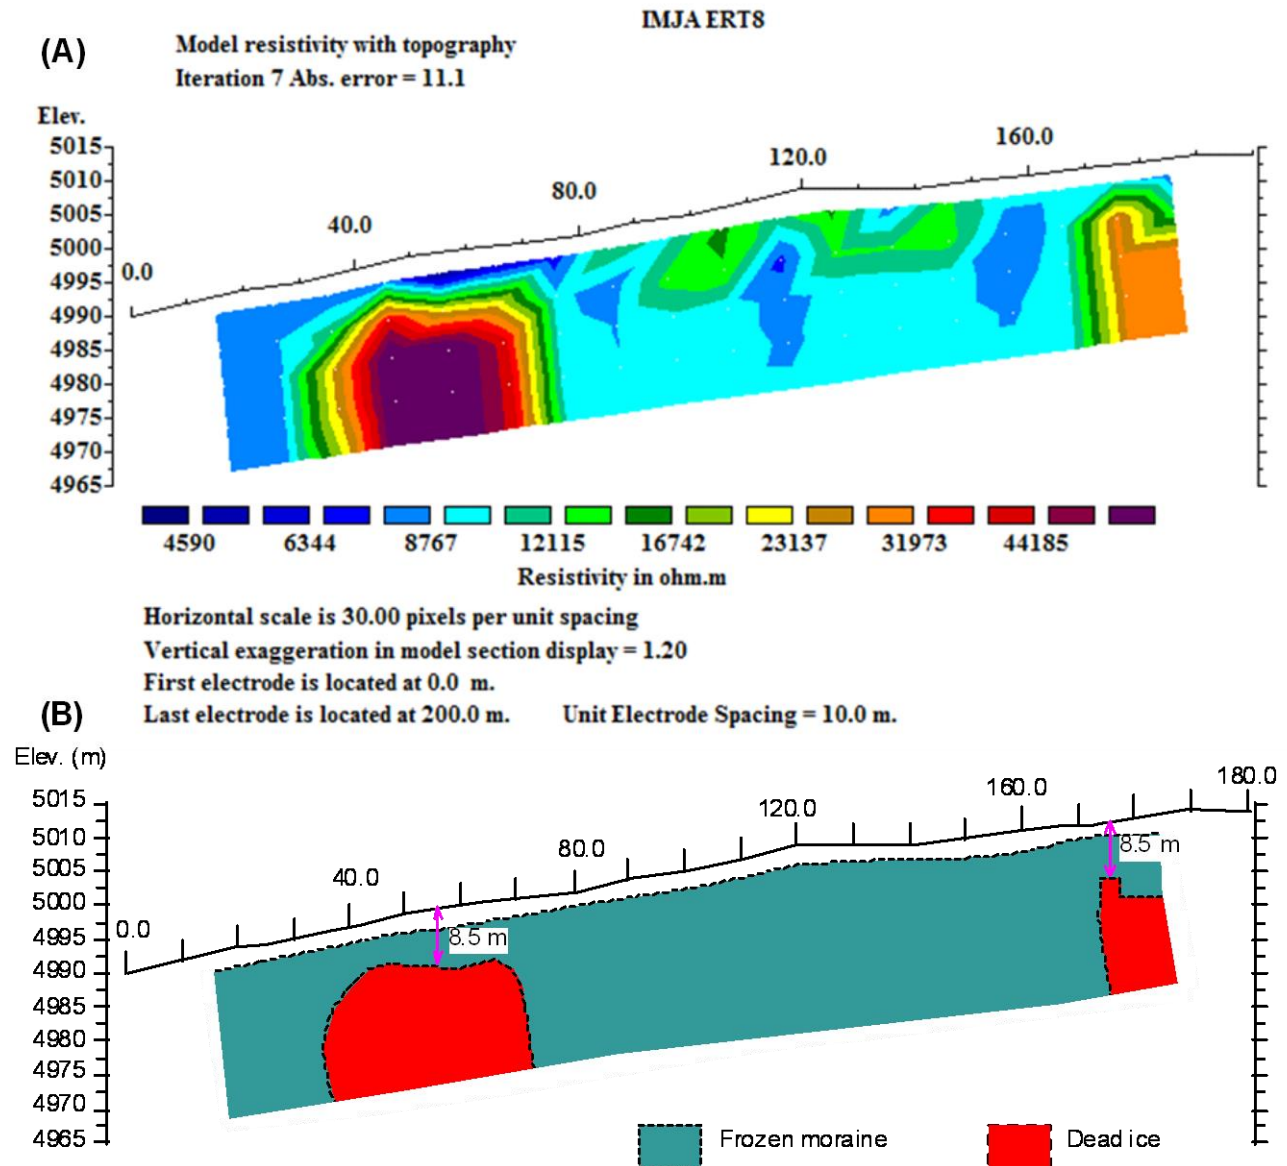 IMJA ERT8
(A)
Model resistivity with topography
Iteration 7 Abs. error = 11.1
Elev.
5015
5010
5005
5000
4995
4990
4985
4980
4975
4970
4965
0.0
40.0
80.0
120.0
160.0
4590 6344 8767 12115 16742 23137 31973 44185
Resistivity in ohm.m
Horizontal scale is 30.00 pixels per unit spacing
Vertical exaggeration in model section display = 1.20
First electrode is located at 0.0 m.
Last electrode is located at 200.0 m. Unit Electrode Spacing = 10.0 m.
(B)
Elev. (m)
5015
5010
5005
5000
4995
4990
4985
4980
4975
4970
4965
0.0
40.0
80.0
120.0
160.0
180.0
8.5 m
8.5 m
Frozen moraine
Dead ice